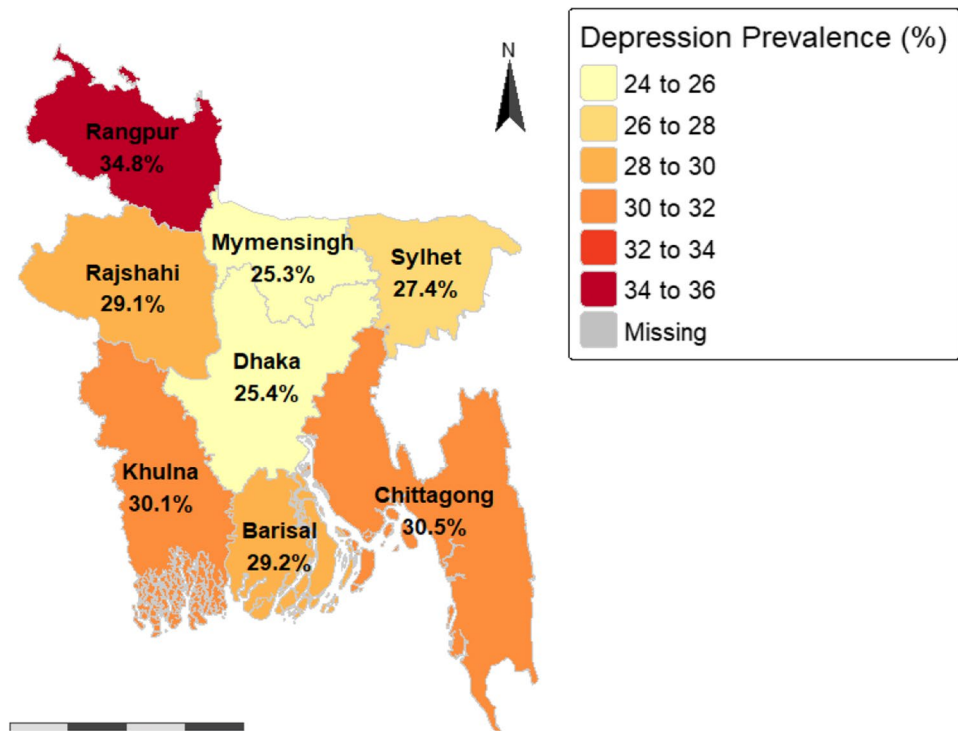 Depression Prevalence (%)
24 to 26
26 to 28
28 to 30
30 to 32
32 to 34
34 to 36
Missing
N
Rangpur
34.8%
Mymensingh
25.3%
Sylhet
27.4%
Rajshahi
29.1%
Dhaka
25.4%
Khulna
30.1%
Chittagong
30.5%
Barisal
29.2%